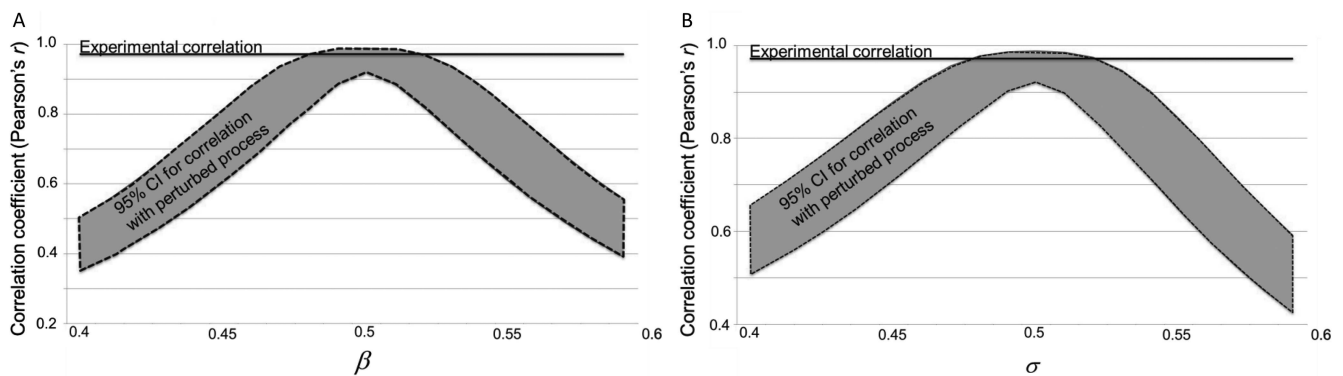 A
Correlation coefficient (Pearson's r)
1.0
0.8
0.6
0.4
0.2
Experimental correlation
95% CI for correlation
with perturbed process
0.4
0.45
0.5
0.55
0.6
β
B
Correlation coefficient (Pearson's r)
1.0
0.8
0.6
0.4
Experimental correlation
95% CI for correlation
with perturbed process
0.4
0.45
0.5
0.55
0.6
σ